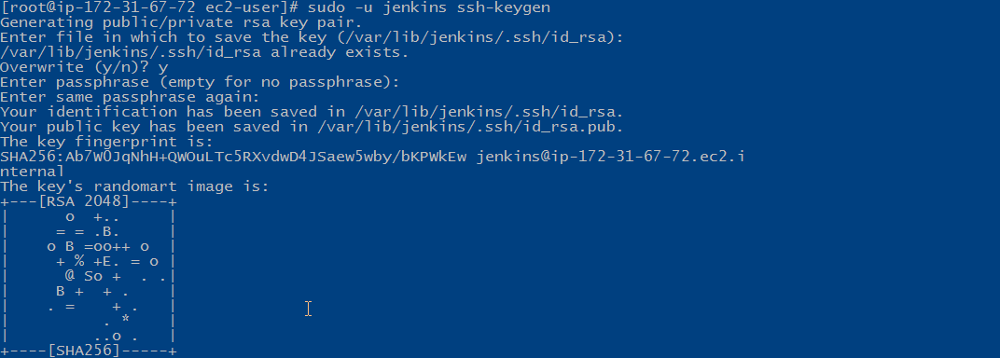 [root@ip-172-31-67-72 ec2-user]# sudo -u jenkins ssh-keygen
Generating public/private rsa key pair.
Enter file in which to save the key (/var/lib/jenkins/.ssh/id_rsa):
/var/lib/jenkins/.ssh/id_rsa already exists.
Overwrite (y/n)? y
Enter passphrase (empty for no passphrase):
Enter same passphrase again:
Your identification has been saved in /var/lib/jenkins/.ssh/id_rsa.
Your public key has been saved in /var/lib/jenkins/.ssh/id_rsa.pub.
The key fingerprint is:
SHA256:Ab7W0JqNhH+QWOuLTc5RXvdwD4JSaew5wby/bKPWkEw jenkins@ip-172-31-67-72.ec2.i
nternal
The key's randomart image is:
+---[RSA 2048]----+
|      o  +..     |
|     = = .B.     |
|    o B =oo++ o  |
|     + % +E. = o |
|      @ So +  . .|
|     B +  + .    |
|    . =    + .   |
|          . *    |
|         ..o .   |
+----[SHA256]-----+